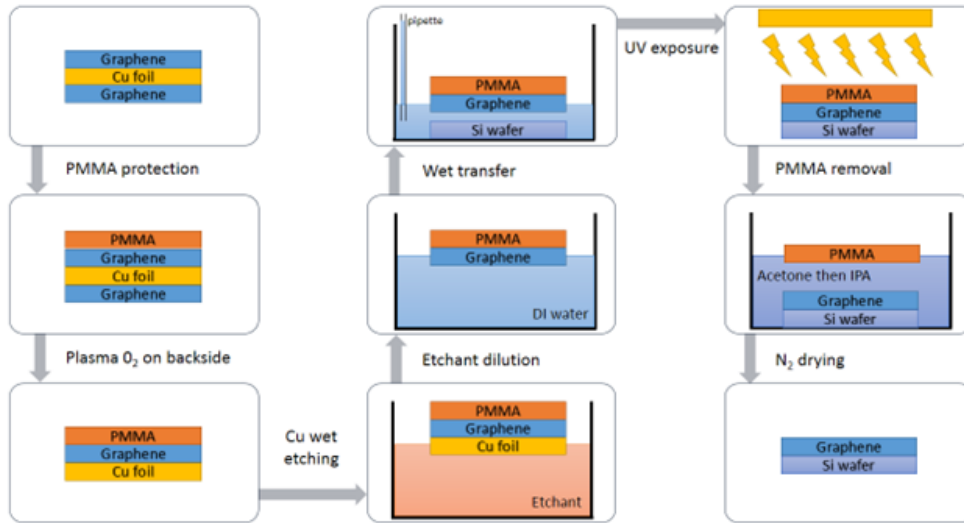 Graphene
Cu foil
Graphene
PMMA protection
PMMA
Graphene
Cu foil
Graphene
Plasma 0₂ on backside
PMMA
Graphene
Cu foil
Cu wet
etching
PMMA
Graphene
Cu foil
Etchant
Etchant dilution
PMMA
Graphene
DI water
Wet transfer
pipette
PMMA
Graphene
Si wafer
UV exposure
PMMA
Graphene
Si wafer
PMMA removal
PMMA
Acetone then IPA
Graphene
Si wafer
N₂ drying
Graphene
Si wafer